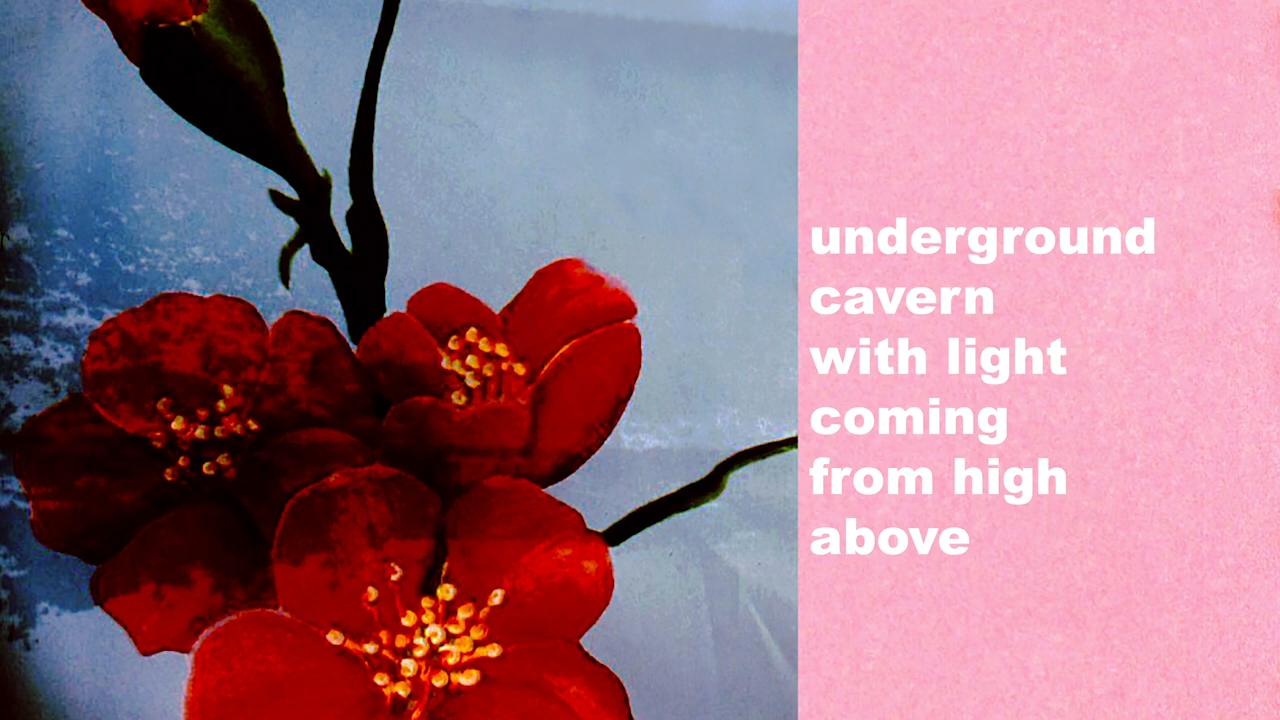 underground
cavern
with light
coming
from high
above